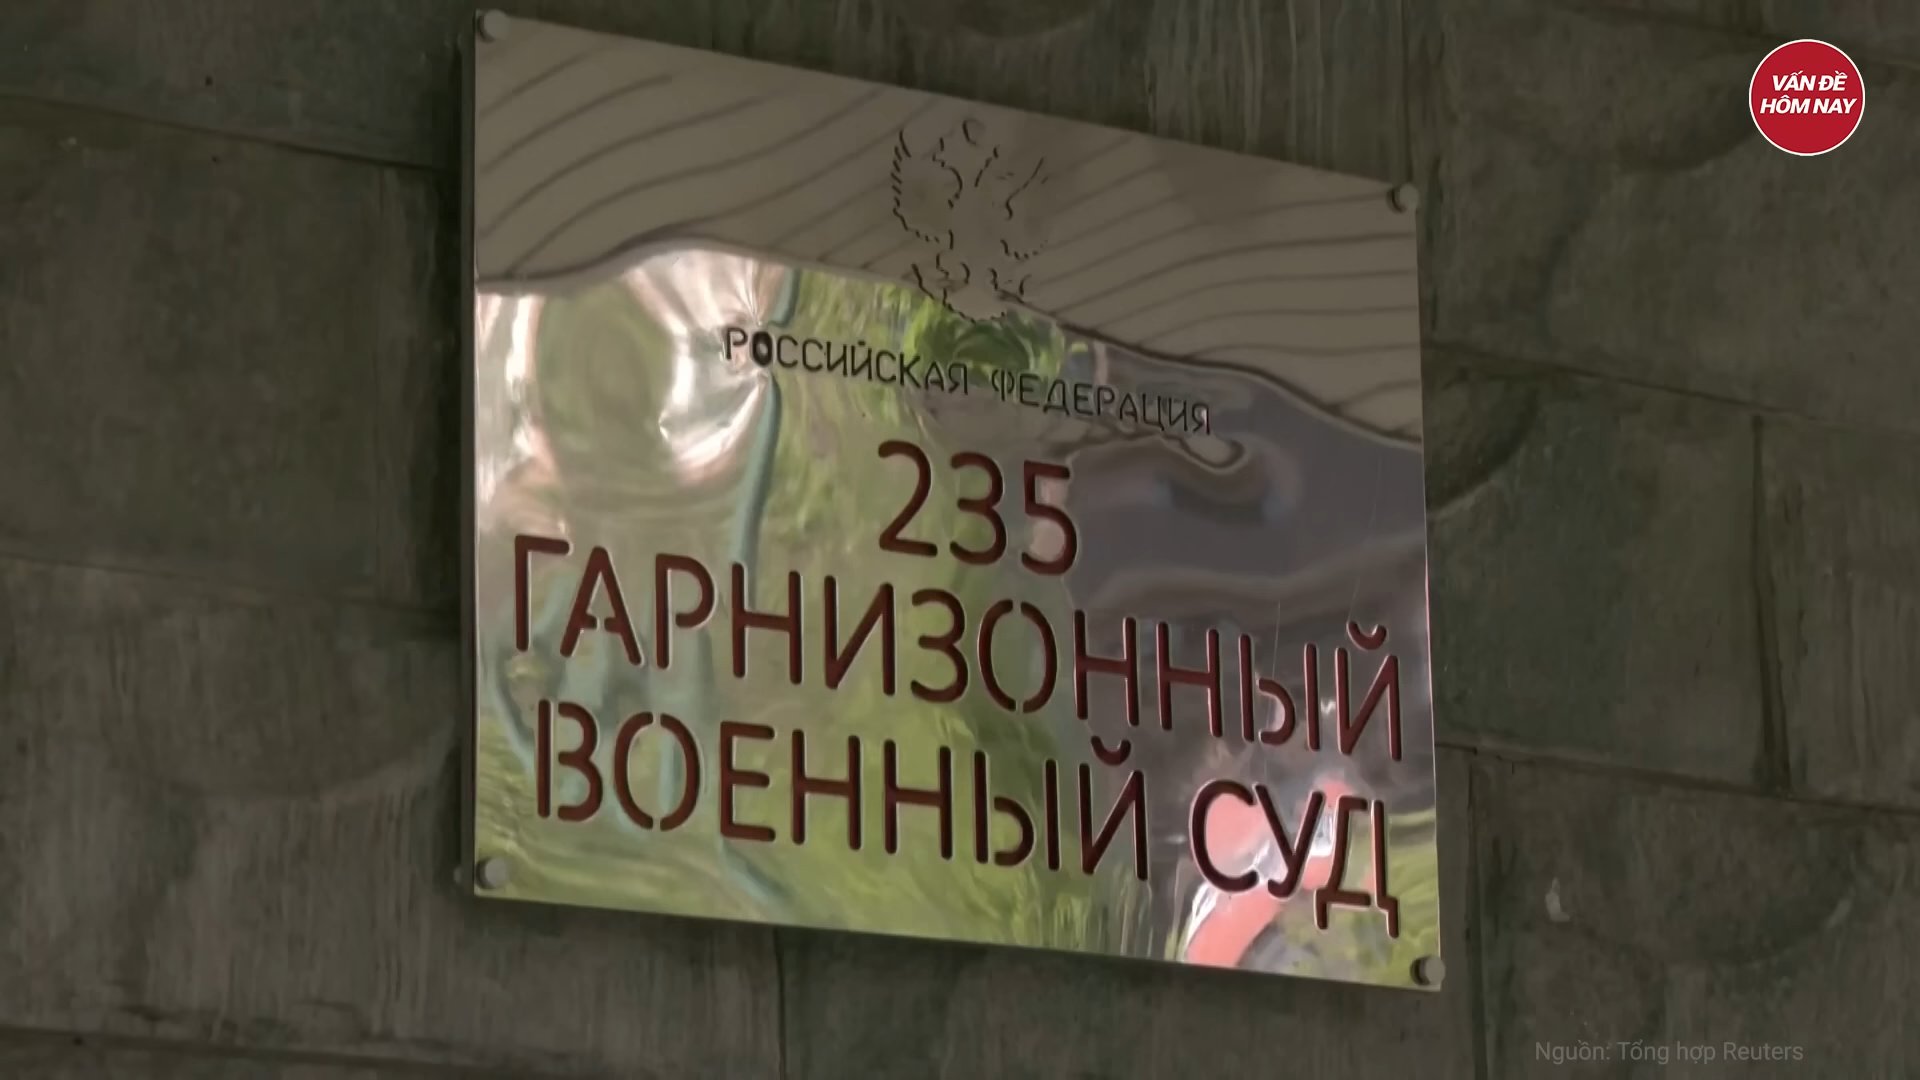 VẤN ĐỀ
HÔM NAY
РОССИЙСКАЯ ФЕДЕРАЦИЯ
235
ГАРНИЗОННЫЙ
ВОЕННЫЙ СУД
Nguồn: Tổng hợp Reuters